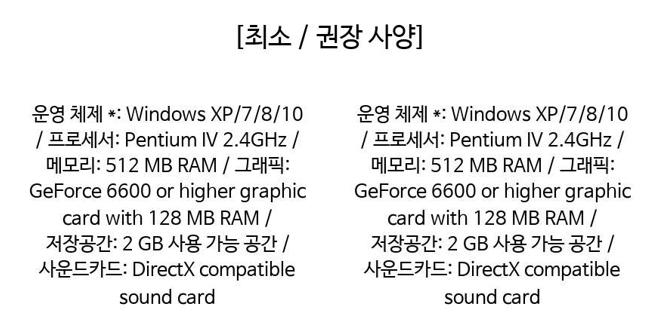 [최소 / 권장 사양]
운영 체제 *: Windows XP/7/8/10
/ 프로세서: Pentium IV 2.4GHz /
메모리: 512 MB RAM / 그래픽:
GeForce 6600 or higher graphic
card with 128 MB RAM /
저장공간: 2 GB 사용 가능 공간 /
사운드카드: DirectX compatible
sound card
운영 체제 *: Windows XP/7/8/10
/ 프로세서: Pentium IV 2.4GHz /
메모리: 512 MB RAM / 그래픽:
GeForce 6600 or higher graphic
card with 128 MB RAM /
저장공간: 2 GB 사용 가능 공간 /
사운드카드: DirectX compatible
sound card